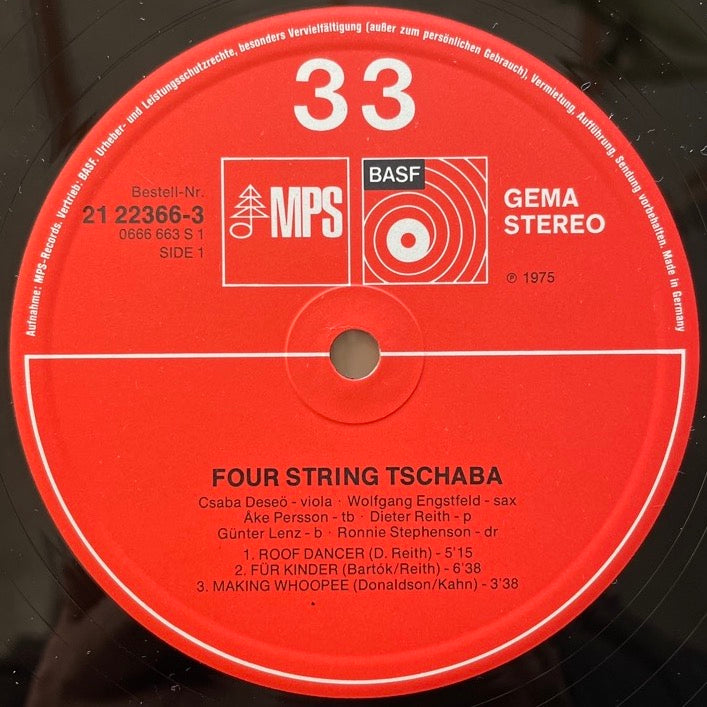 Aufnahme: MPS-Records. Vertrieb: BASF. Urheber- und Leistungsschutzrechte, besonders Vervielfältigung (außer zum persönlichen Gebrauch), Vermietung, Aufführung, Sendung vorbehalten. Made in Germany
33
Bestell-Nr.
21 22366-3
0666 663 S 1
SIDE 1
MPS
BASF
GEMA
STEREO
℗ 1975
FOUR STRING TSCHABA
Csaba Deseö - viola · Wolfgang Engstfeld - sax
Åke Persson - tb · Dieter Reith - p
Günter Lenz - b · Ronnie Stephenson - dr
1. ROOF DANCER (D. Reith) - 5'15
2. FÜR KINDER (Bartók/Reith) - 6'38
3. MAKING WHOOPEE (Donaldson/Kahn) - 3'38